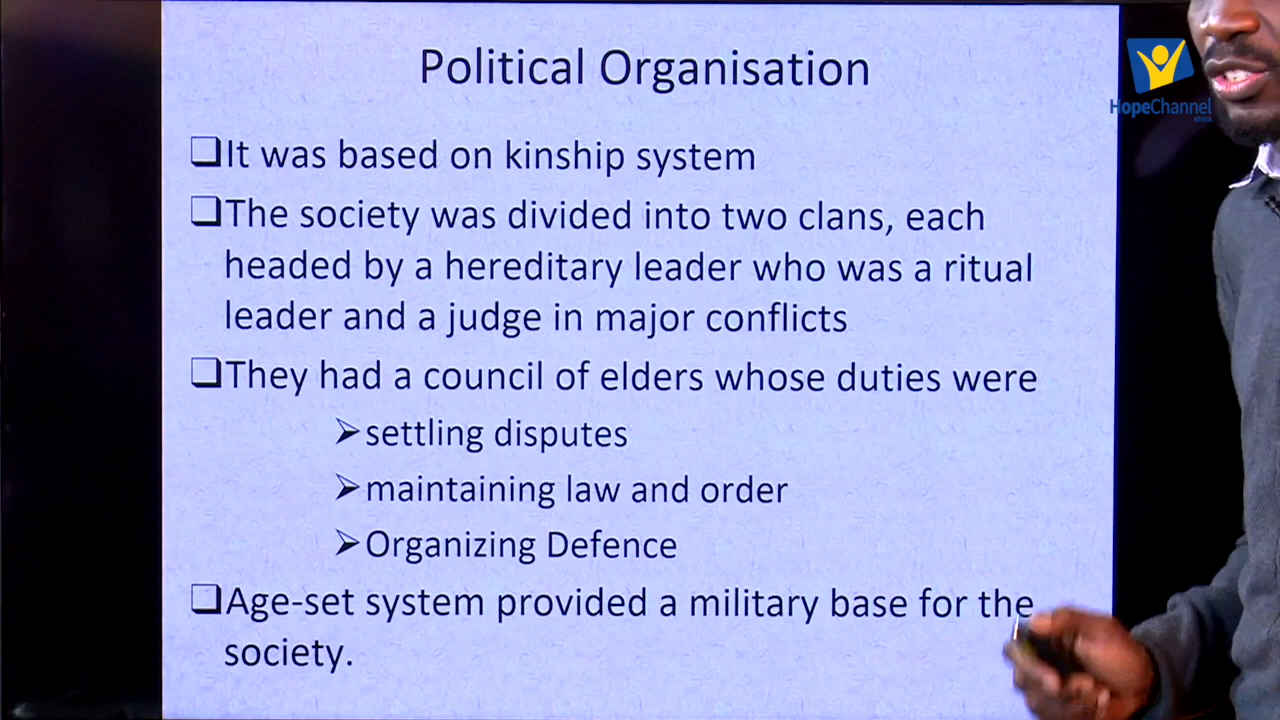 Political Organisation
HopeChannel
KENYA
It was based on kinship system
The society was divided into two clans, each
headed by a hereditary leader who was a ritual
leader and a judge in major conflicts
They had a council of elders whose duties were
settling disputes
maintaining law and order
Organizing Defence
Age-set system provided a military base for the
society.